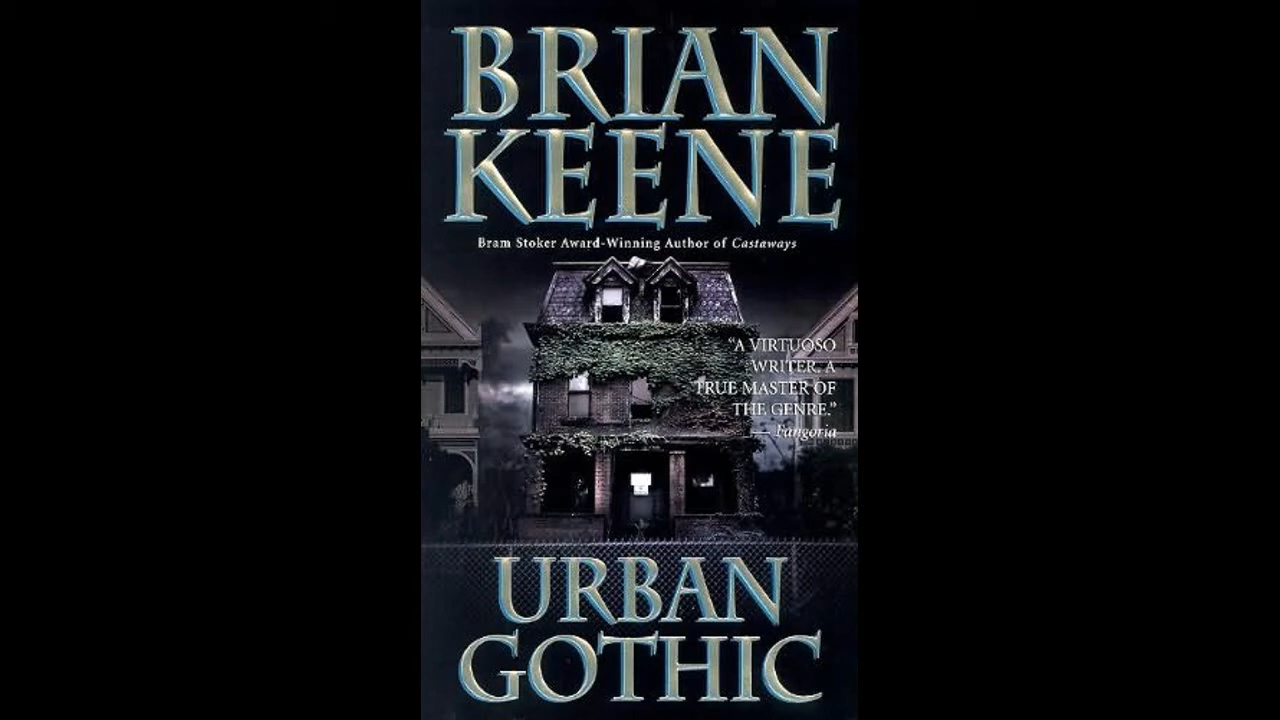 BRIAN
KEENE
Bram Stoker Award-Winning Author of Castaways
“A VIRTUOSO
WRITER. A
TRUE MASTER OF
THE GENRE.”
— Fangoria
URBAN
GOTHIC